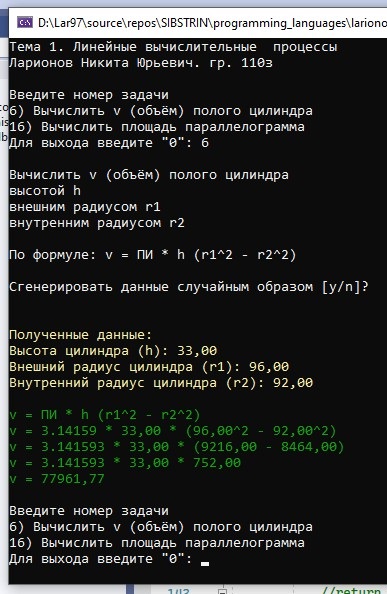 D:\Lar97\source\repos\SIBSTRIN\programming_languages\lariono
Тема 1. Линейные вычислительные  процессы
Ларионов Никита Юрьевич. гр. 110з
Введите номер задачи
6) Вычислить v (объём) полого цилиндра
16) Вычислить площадь параллелограмма
Для выхода введите "0": 6
Вычислить v (объём) полого цилиндра
высотой h
внешним радиусом r1
внутренним радиусом r2
По формуле: v = ПИ * h (r1^2 - r2^2)
Сгенерировать данные случайным образом [y/n]?
Полученные данные:
Высота цилиндра (h): 33,00
Внешний радиус цилиндра (r1): 96,00
Внутренний радиус цилиндра (r2): 92,00
v = ПИ * h (r1^2 - r2^2)
v = 3.14159 * 33,00 * (96,00^2 - 92,00^2)
v = 3.141593 * 33,00 * (9216,00 - 8464,00)
v = 3.141593 * 33,00 * 752,00
v = 77961,77
Введите номер задачи
6) Вычислить v (объём) полого цилиндра
16) Вычислить площадь параллелограмма
Для выхода введите "0":
//return